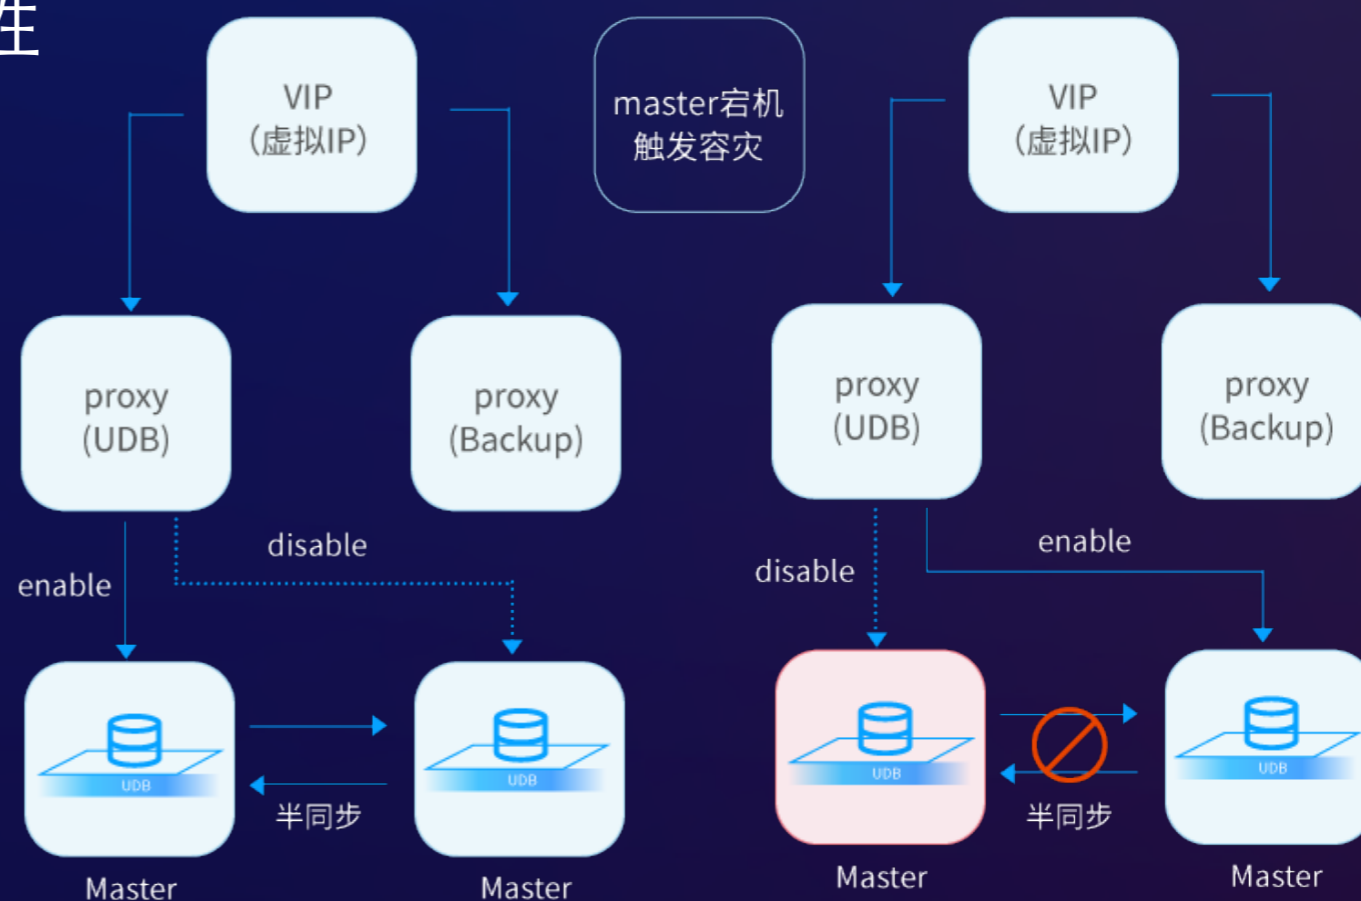 性
VIP
（虚拟IP）
master宕机
触发容灾
VIP
（虚拟IP）
proxy
(UDB)
proxy
(Backup)
proxy
(UDB)
proxy
(Backup)
enable
disable
disable
enable
UDB
UDB
UDB
UDB
半同步
半同步
Master
Master
Master
Master